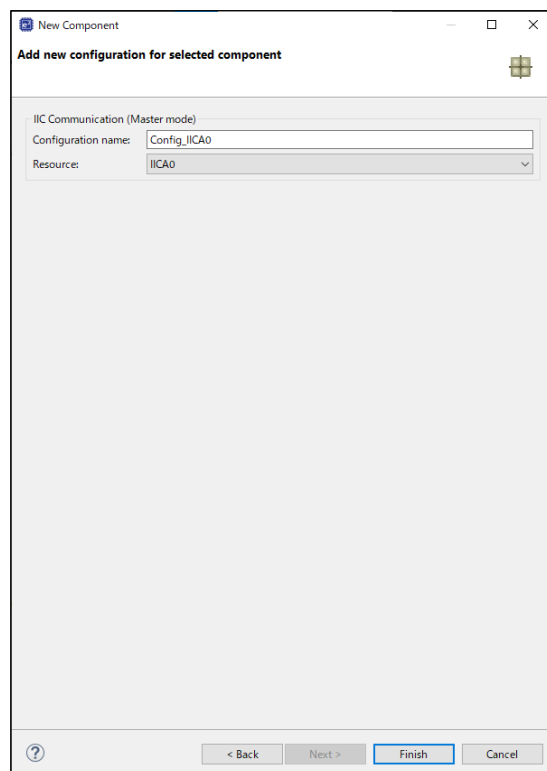 New Component
Add new configuration for selected component
IIC Communication (Master mode)
Configuration name: Config_IICA0
Resource: IICA0
? < Back Next > Finish Cancel